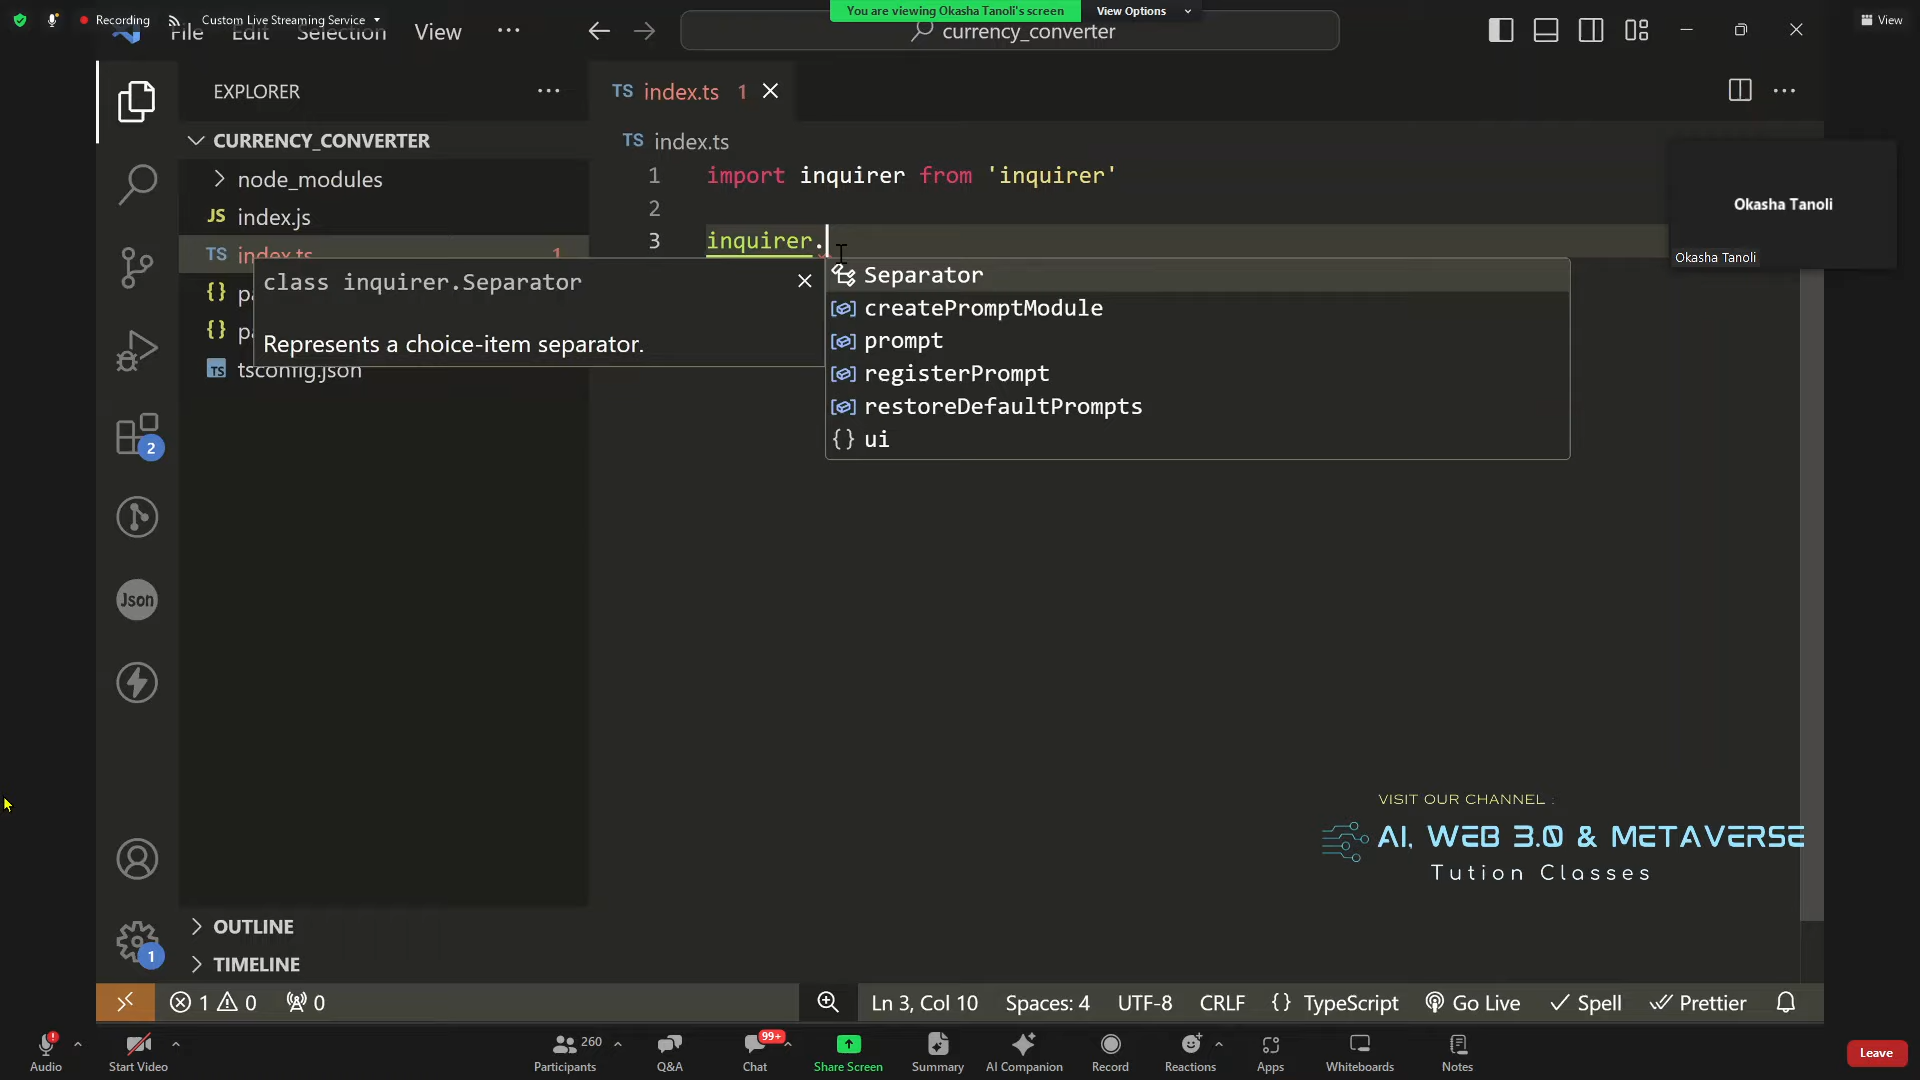 Recording
Custom Live Streaming Service
You are viewing Okasha Tanoli's screen
View Options
View
File Edit Selection View
currency_converter
EXPLORER
TS index.ts 1
CURRENCY_CONVERTER
TS index.ts
node_modules
1 import inquirer from 'inquirer'
JS index.js
2
TS index.ts 1
3 inquirer.
Okasha Tanoli
Okasha Tanoli
class inquirer.Separator
Represents a choice-item separator.
{} pa
{} pa
TS tsconfig.json
Separator
createPromptModule
prompt
registerPrompt
restoreDefaultPrompts
{} ui
2
Json
VISIT OUR CHANNEL :
AI, WEB 3.0 & METAVERSE
Tution Classes
OUTLINE
1
TIMELINE
1 0 0
Ln 3, Col 10 Spaces: 4 UTF-8 CRLF {} TypeScript Go Live Spell Prettier
Audio
Start Video
260
Participants
Q&A
99+
Chat
Share Screen
Summary
AI Companion
Record
Reactions
Apps
Whiteboards
Notes
Leave